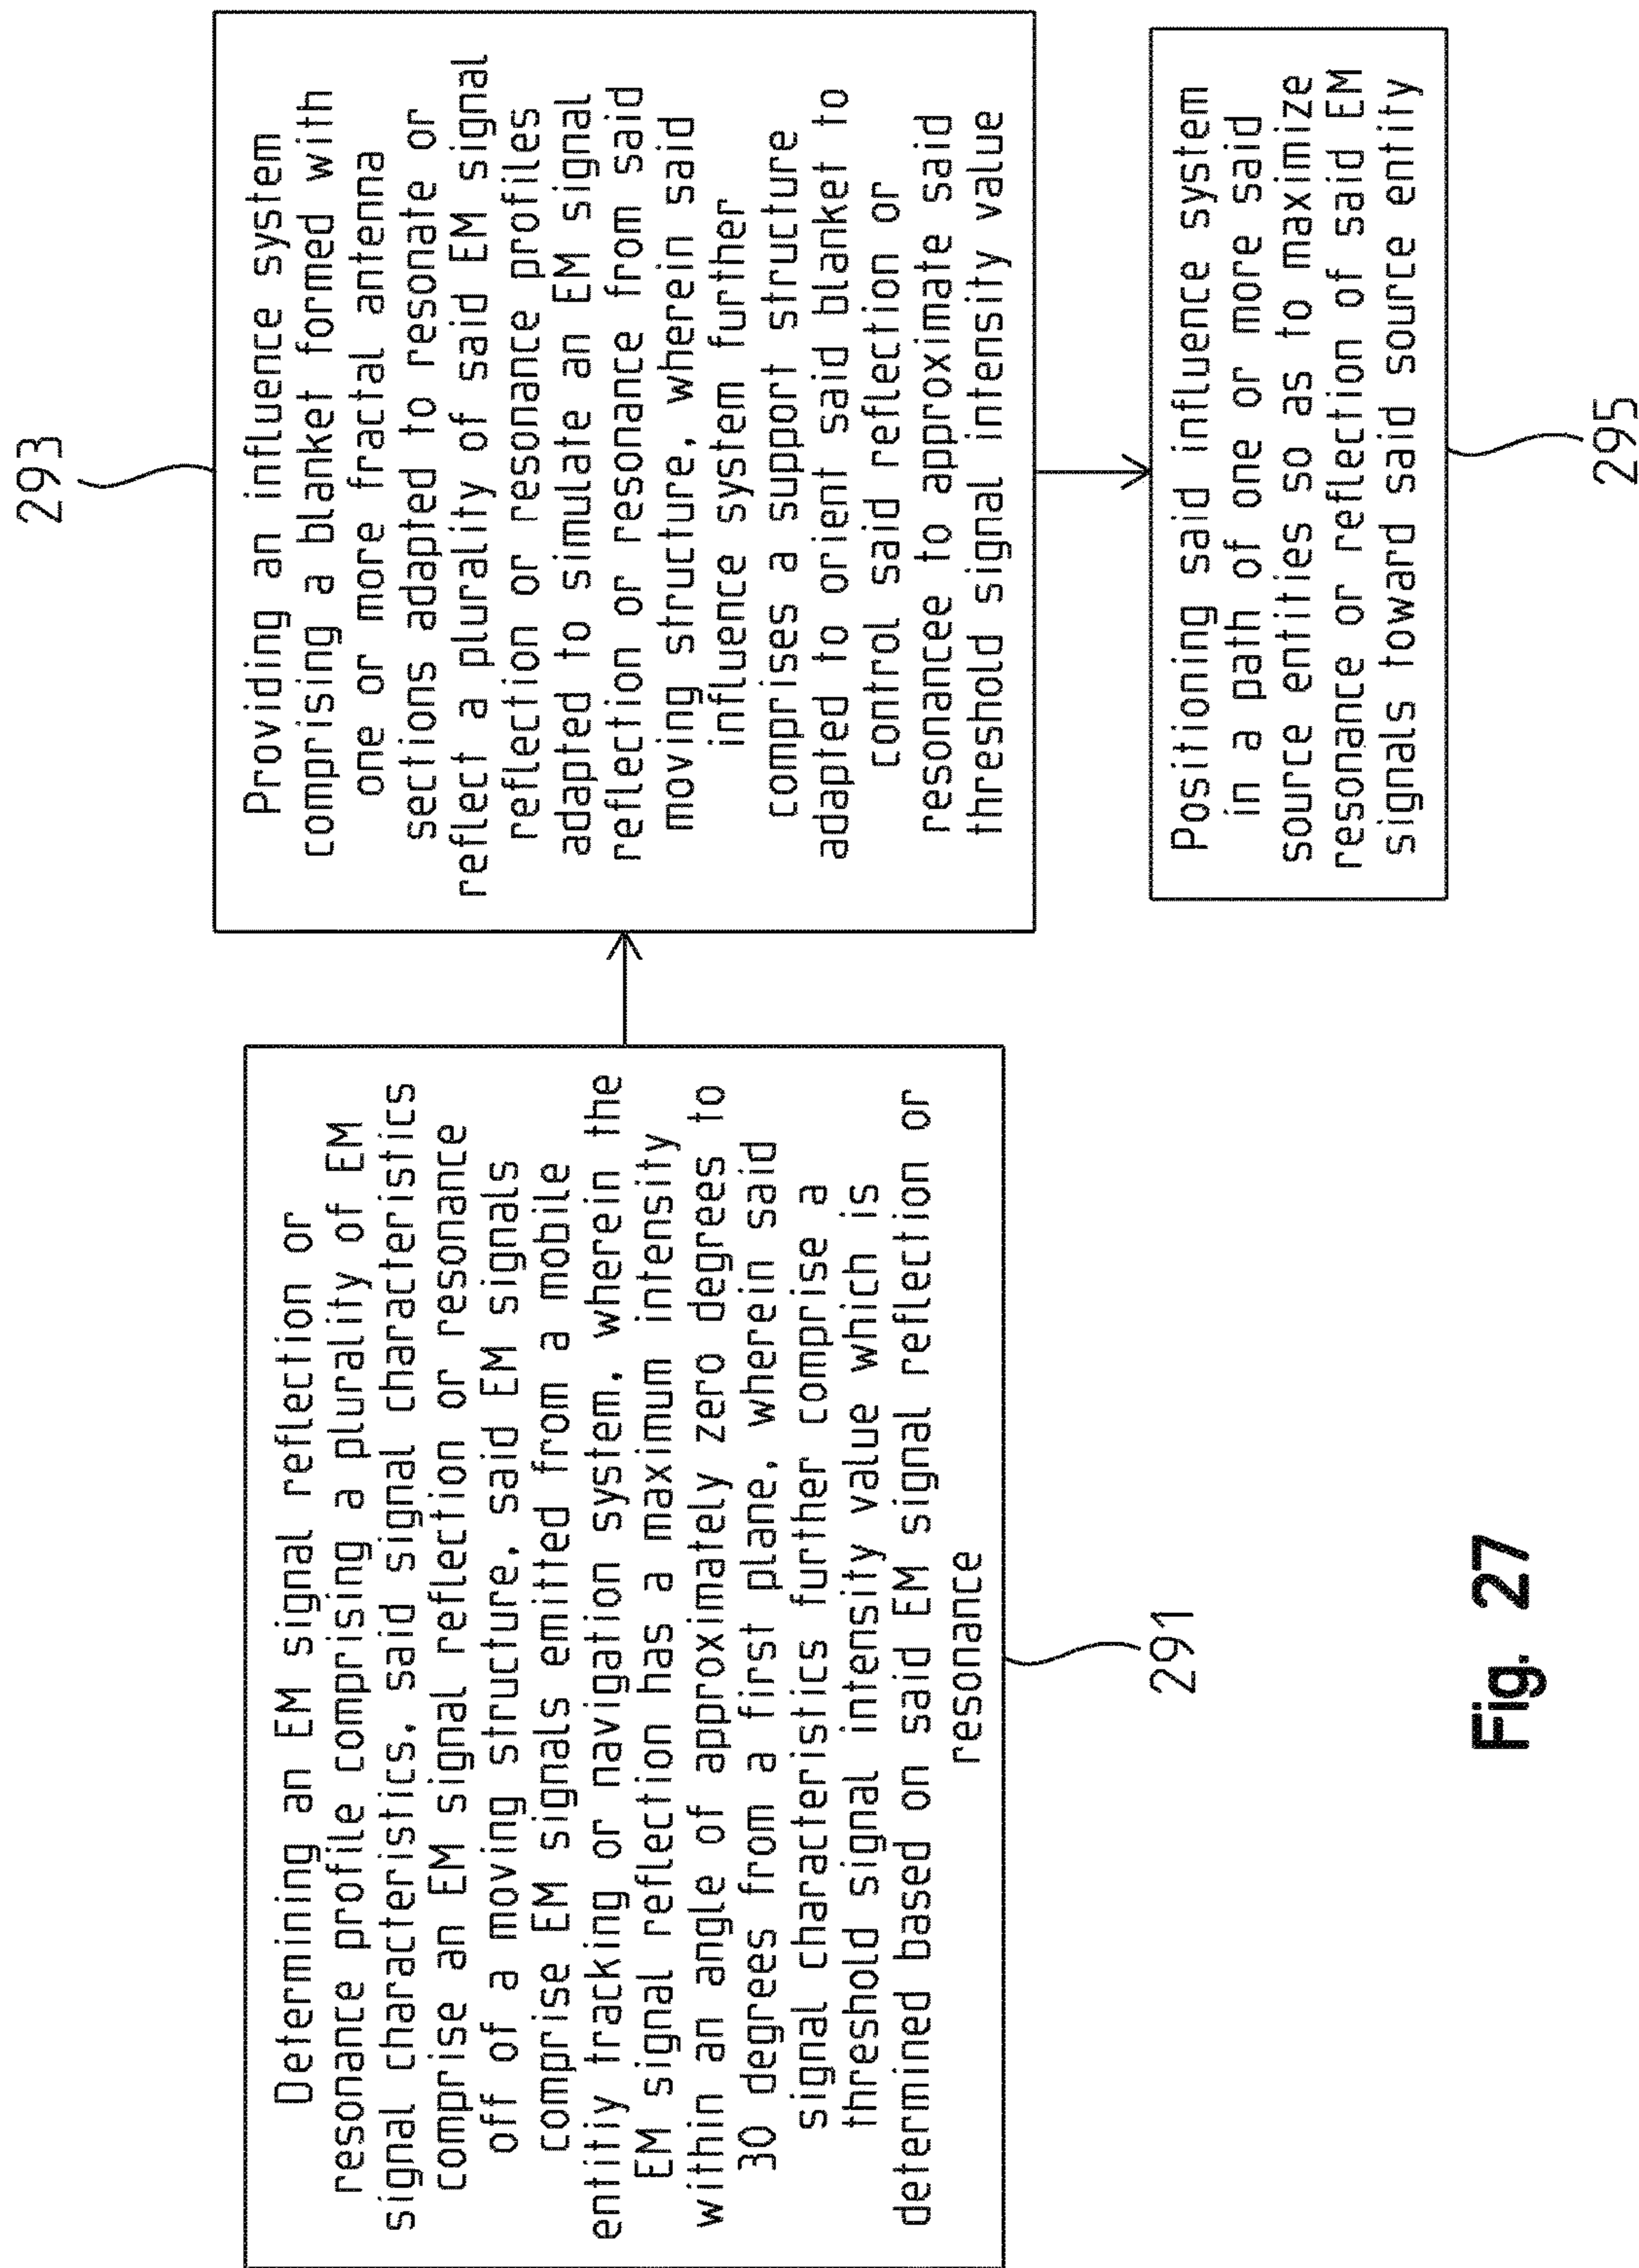 Determining an EM signal reflection or
resonance profile comprising a plurality of EM
signal characteristics, said signal characteristics
comprise an EM signal reflection or resonance
off of a moving structure, said EM signals
comprise EM signals emitted from a mobile
entitiy tracking or navigation system, wherein the
EM signal reflection has a maximum intensity
within an angle of approximately zero degrees to
30 degrees from a first plane, wherein said
signal characteristics further comprise a
threshold signal intensity value which is
determined based on said EM signal reflection or
resonance
291
293
Providing an influence system
comprising a blanket formed with
one or more fractal antenna
sections adapted to resonate or
reflect a plurality of said EM signal
reflection or resonance profiles
adapted to simulate an EM signal
reflection or resonance from said
moving structure, wherein said
influence system further
comprises a support structure
adapted to orient said blanket to
control said reflection or
resonancee to approximate said
threshold signal intensity value
Positioning said influence system
in a path of one or more said
source entities so as to maximize
resonance or reflection of said EM
signals toward said source entity
295
Fig. 27